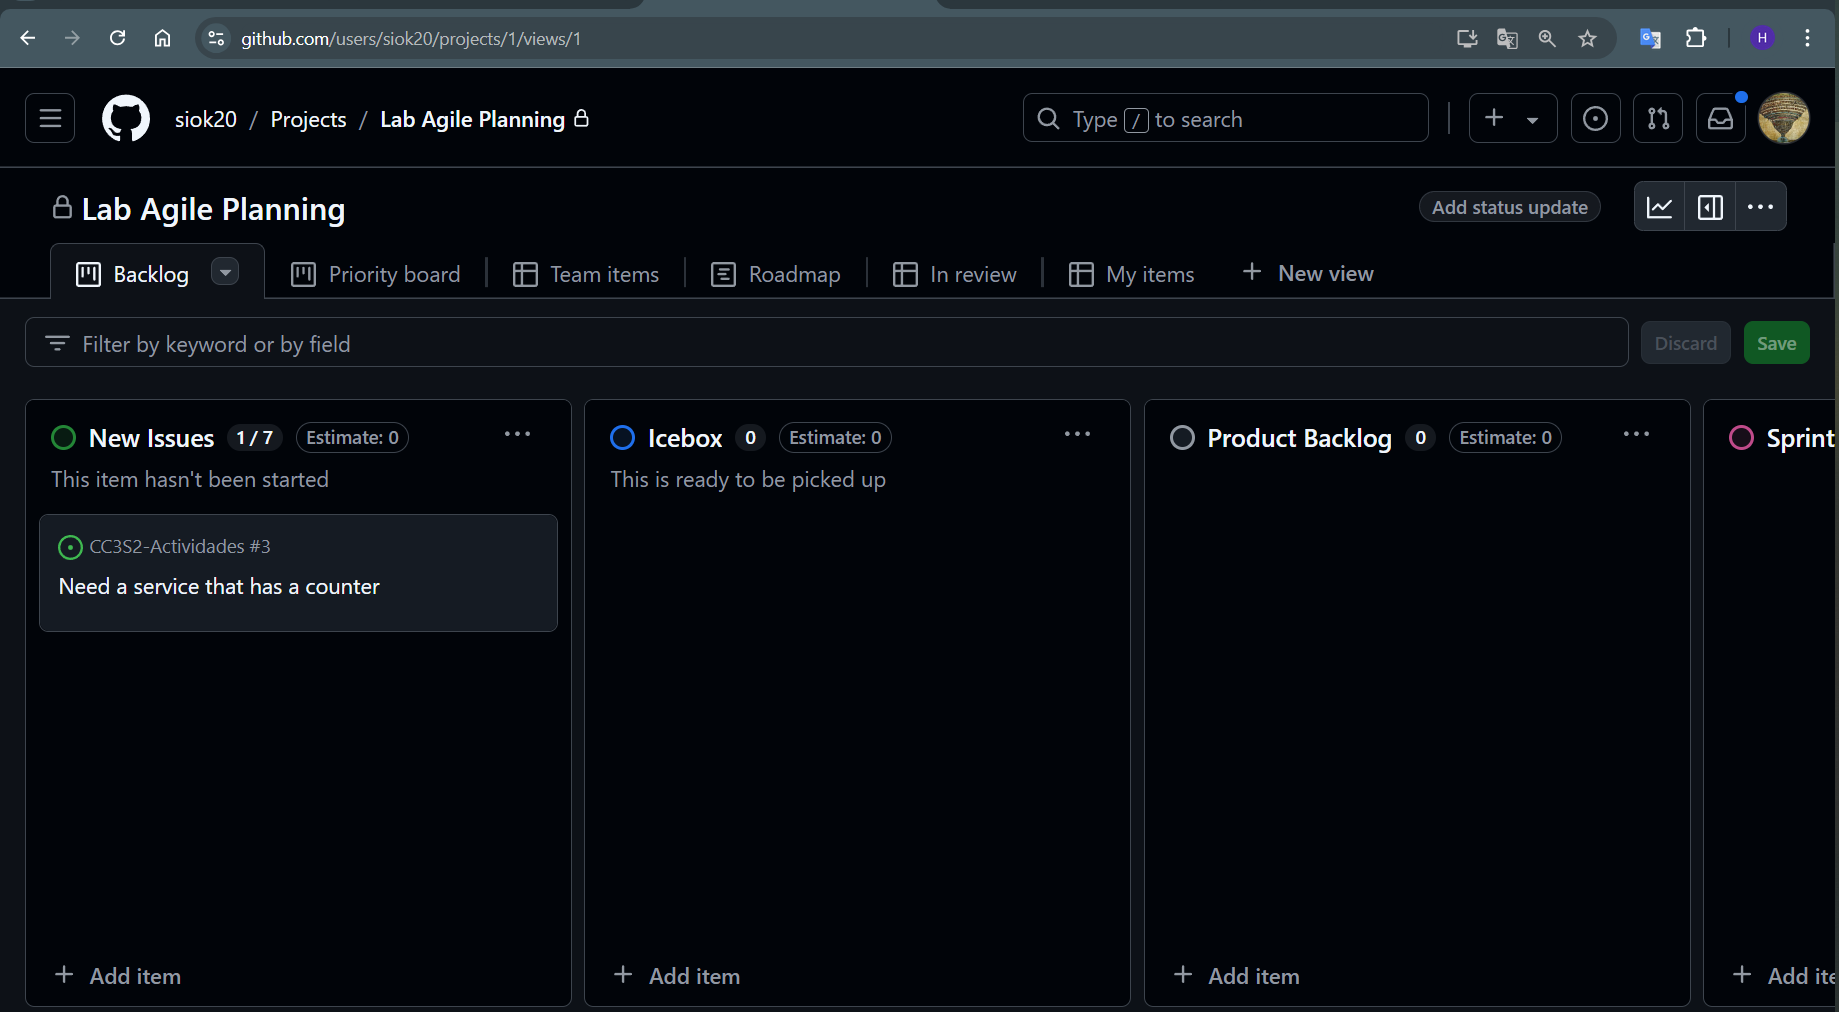 github.com/users/siok20/projects/1/views/1
H
siok20 / Projects / Lab Agile Planning
Type / to search
Lab Agile Planning
Add status update
Backlog
Priority board
Team items
Roadmap
In review
My items
New view
Filter by keyword or by field
Discard
Save
New Issues 1 / 7 Estimate: 0
This item hasn't been started
CC3S2-Actividades #3
Need a service that has a counter
Add item
Icebox 0 Estimate: 0
This is ready to be picked up
Add item
Product Backlog 0 Estimate: 0
Add item
Sprint
Add ite